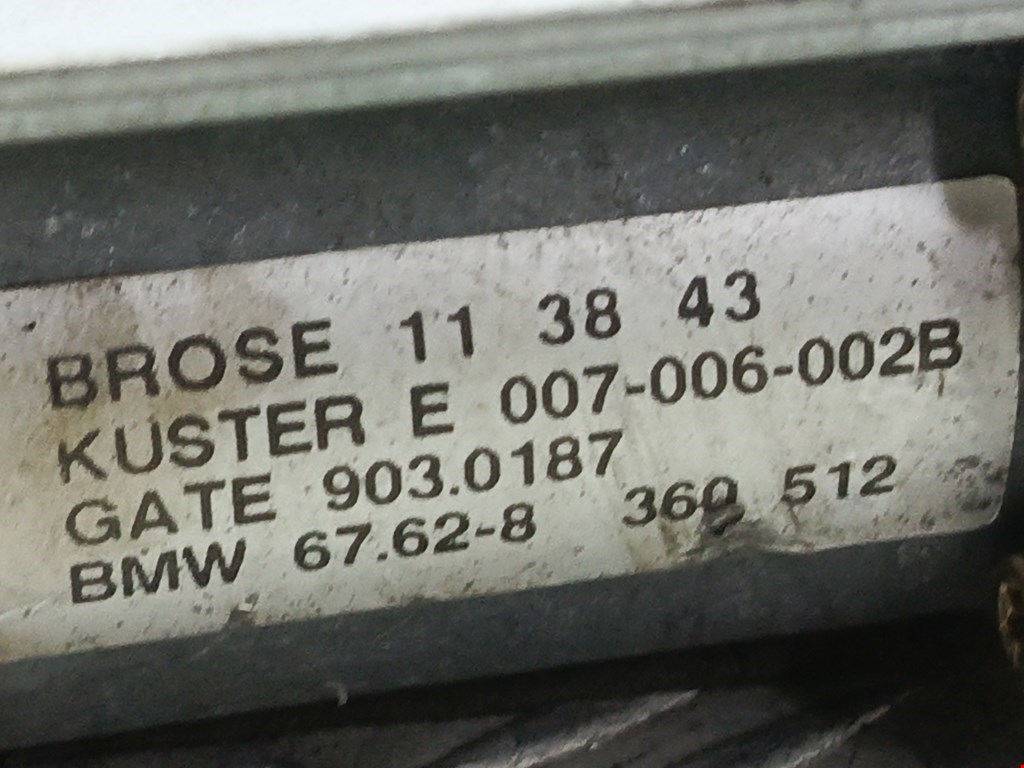 BROSE 11 38 43
KUSTER E 007-006-002B
GATE 903.0187
BMW 67.62-8 360 512